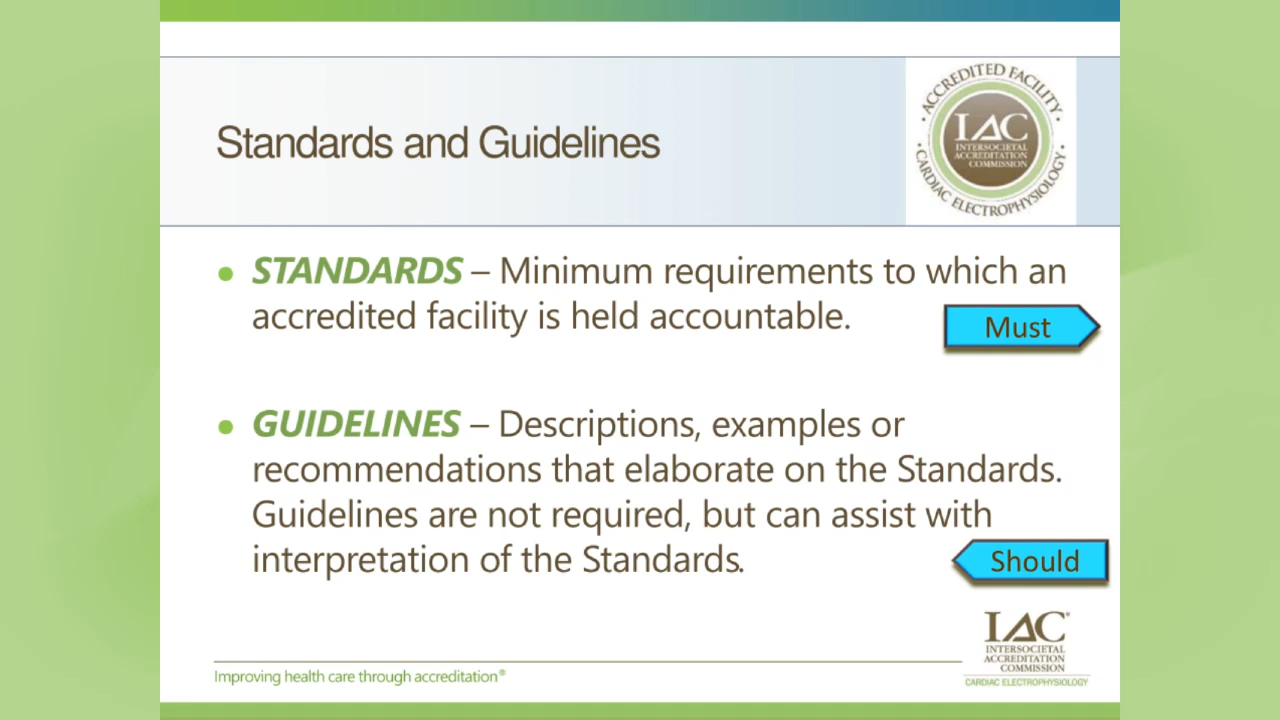 Standards and Guidelines
• ACCREDITED FACILITY •
IAC
INTERSOCIETAL
ACCREDITATION
COMMISSION
CARDIAC ELECTROPHYSIOLOGY
• STANDARDS – Minimum requirements to which an
accredited facility is held accountable.
Must
• GUIDELINES – Descriptions, examples or
recommendations that elaborate on the Standards.
Guidelines are not required, but can assist with
interpretation of the Standards.
Should
Improving health care through accreditation®
IAC®
INTERSOCIETAL
ACCREDITATION
COMMISSION
CARDIAC ELECTROPHYSIOLOGY